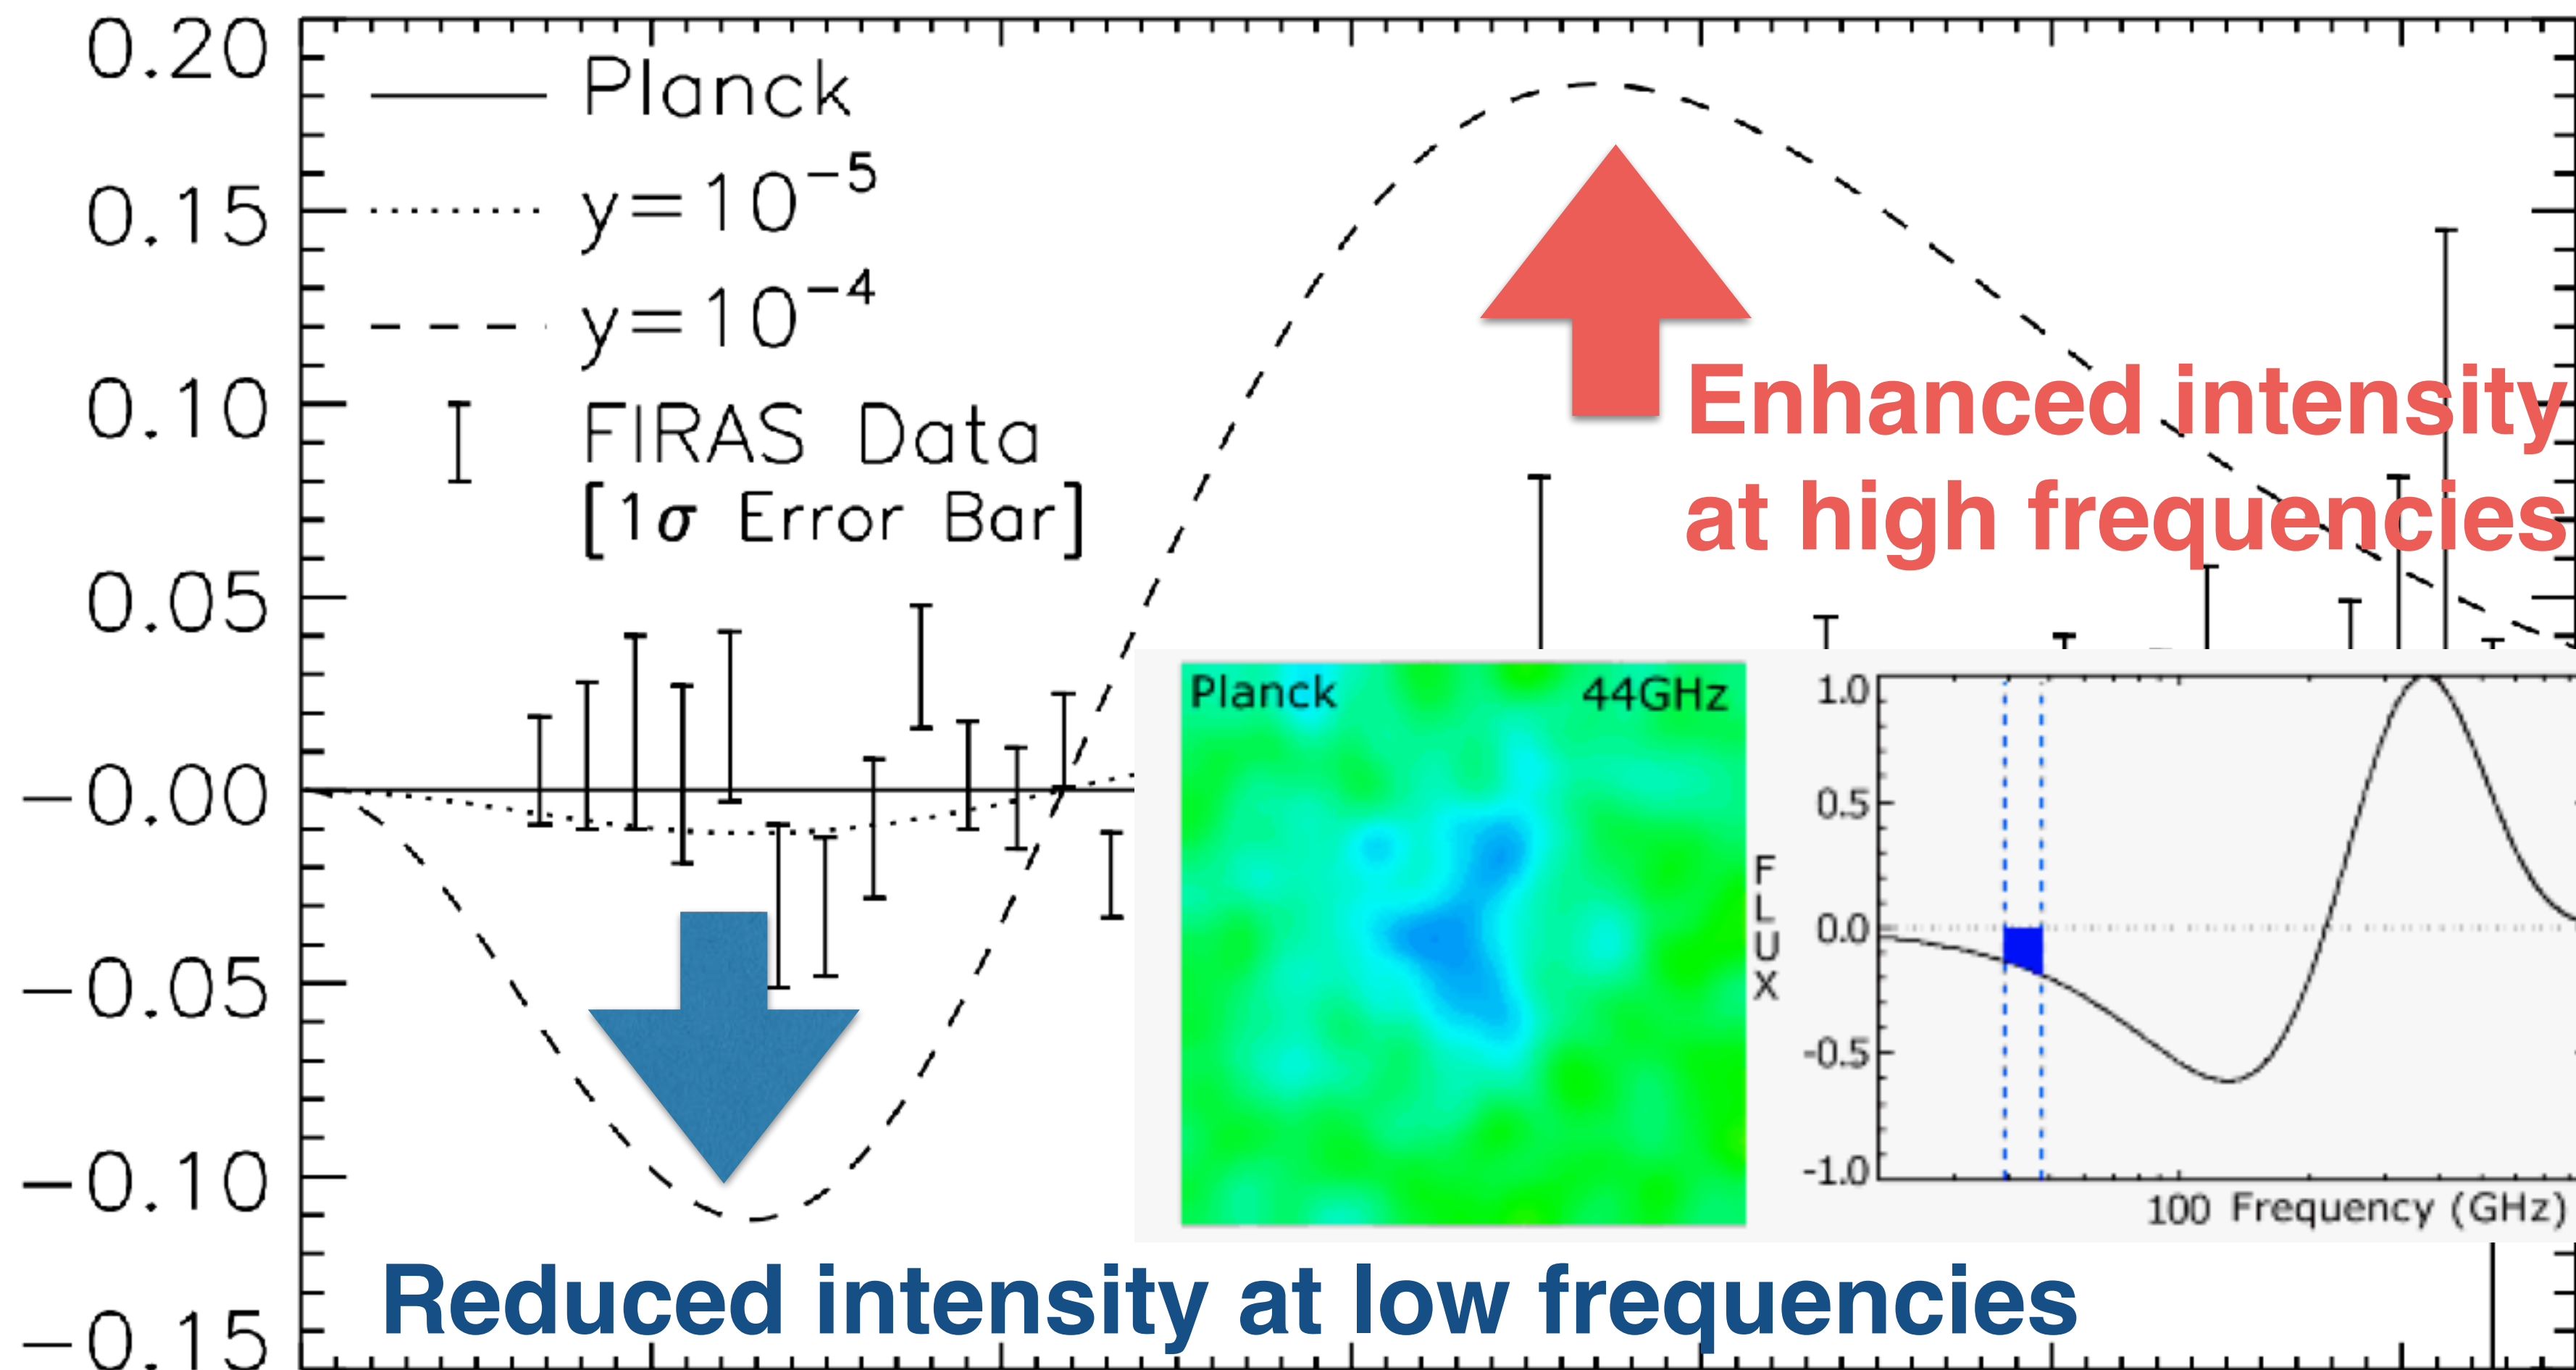 0.20
Planck
y=10⁻⁵
0.15
y=10⁻⁴
0.10
FIRAS Data
[1σ Error Bar]
Enhanced intensity
at high frequencies
0.05
−0.00
−0.05
−0.10
−0.15
Planck 44GHz
FLUX
1.0
0.5
0.0
-0.5
-1.0
100 Frequency (GHz)
Reduced intensity at low frequencies